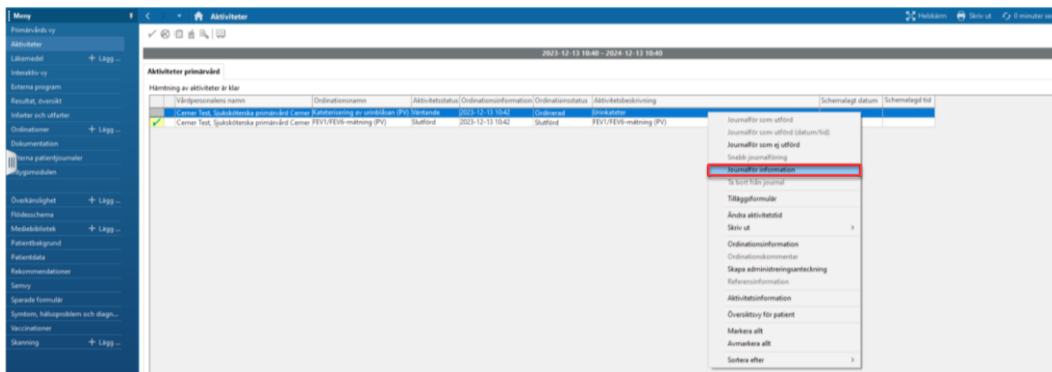 Meny
Aktiviteter
Helskärm
Skriv ut
0 minuter se
Primärvårds vy
Aktiviteter
Läkemedel + Lägg ...
Interaktiv vy
Externa program
Resultat, översikt
Infarter och utfarter
Ordinationer + Lägg ...
Dokumentation
terna patientjournaler
ygsmodulen
Överkänslighet + Lägg ...
Flödesschema
Mediebibliotek + Lägg ...
Patientbakgrund
Patientdata
Rekommendationer
Samvy
Sparade formulär
Symtom, hälsoproblem och diagn...
Vaccinationer
Skanning + Lägg ...
2023-12-13 10:40 - 2024-12-13 10:40
Aktiviteter primärvård
Hämtning av aktiviteter är klar
Vårdpersonalens namn Ordinationsnamn Aktivitetsstatus Ordinationsinformation Ordinationsstatus Aktivitetsbeskrivning Schemalagt datum Schemalagd tid
Cerner Test, Sjuksköterska primärvård Cerner Kateterisering av urinblåsan (PV) Väntande 2023-12-13 10:42 Ordinerad Urinkateter
Cerner Test, Sjuksköterska primärvård Cerner FEV1/FEV6-mätning (PV) Slutförd 2023-12-13 10:42 Slutförd FEV1/FEV6-mätning (PV)
Journalför som utförd
Journalför som utförd (datum/tid)
Journalför som ej utförd
Snabb journalföring
Journalför information
Ta bort från journal
Tilläggsformulär
Ändra aktivitetstid
Skriv ut
Ordinationsinformation
Ordinationskommentar
Skapa administreringsanteckning
Referensinformation
Aktivitetsinformation
Översiktsvy för patient
Markera allt
Avmarkera allt
Sortera efter